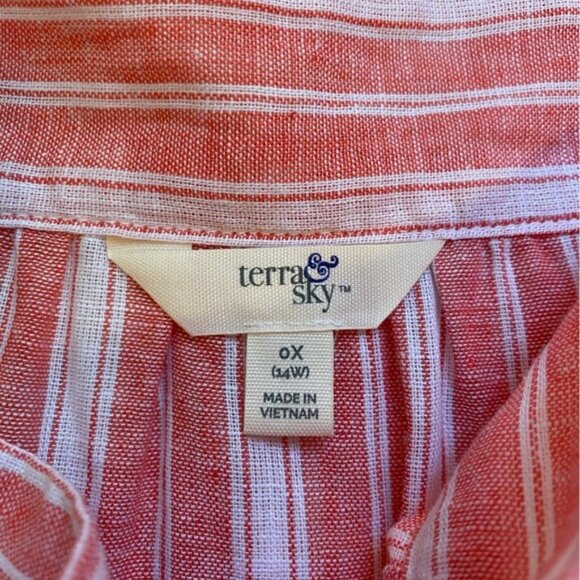 terra &
sky™
0X
(14W)
MADE IN
VIETNAM